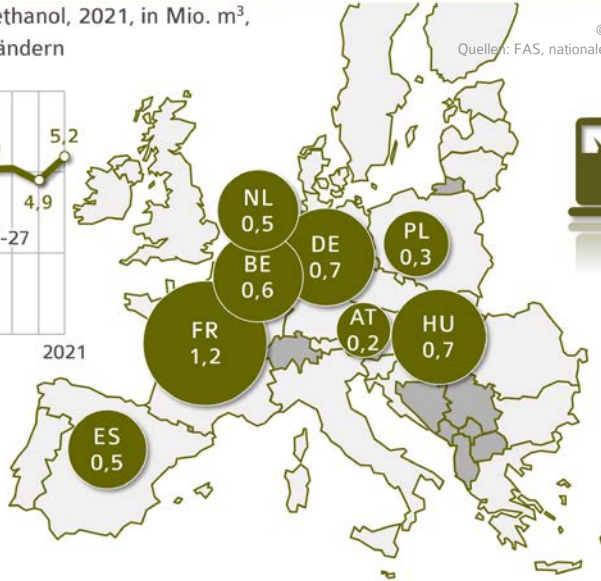 ethanol, 2021, in Mio. m³,
ändern
©
Quellen: FAS, nationale
5,2
4,9
-27
2021
NL
0,5
DE
0,7
PL
0,3
BE
0,6
FR
1,2
AT
0,2
HU
0,7
ES
0,5